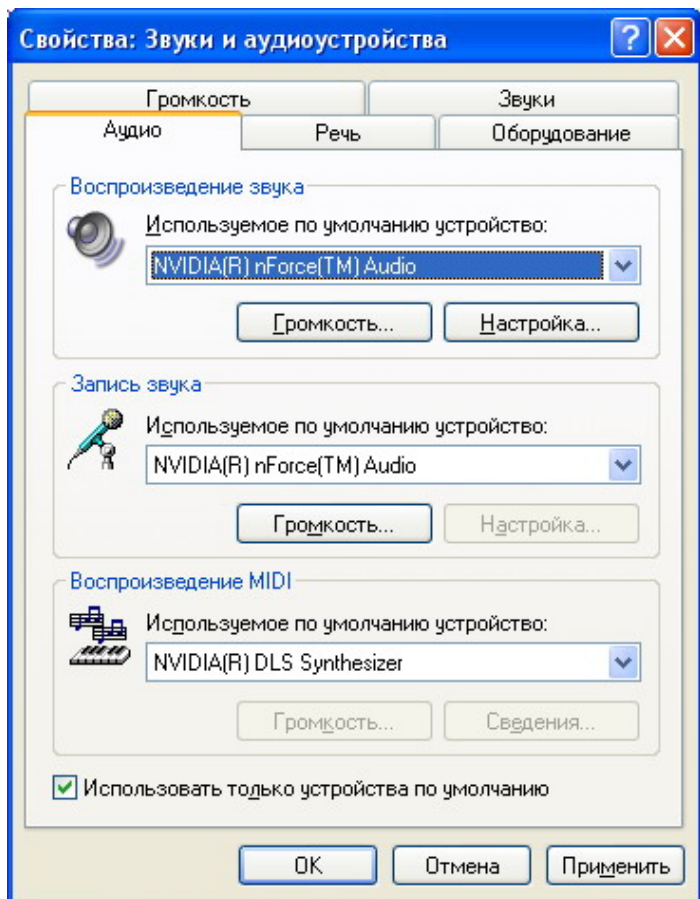 Свойства: Звуки и аудиоустройства
Громкость
Звуки
Аудио
Речь
Оборудование
Воспроизведение звука
Используемое по умолчанию устройство:
NVIDIA(R) nForce(TM) Audio
Громкость...
Настройка...
Запись звука
Используемое по умолчанию устройство:
NVIDIA(R) nForce(TM) Audio
Громкость...
Настройка...
Воспроизведение MIDI
Используемое по умолчанию устройство:
NVIDIA(R) DLS Synthesizer
Громкость...
Сведения...
Использовать только устройства по умолчанию
OK
Отмена
Применить